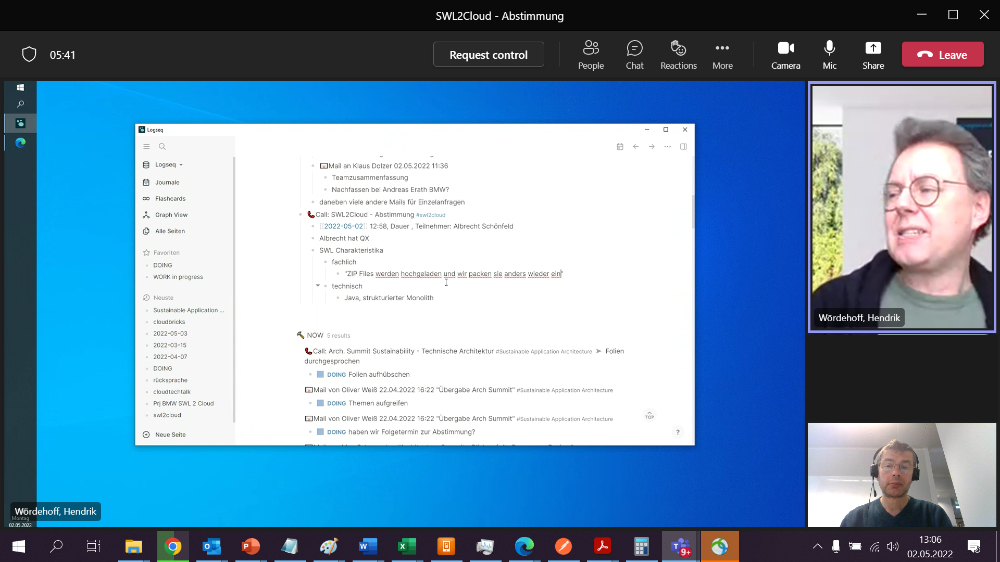 SWL2Cloud - Abstimmung
05:41
Request control
People
Chat
Reactions
More
Camera
Mic
Share
Leave
Logseq
Logseq
Journale
Flashcards
Graph View
Alle Seiten
Favoriten
DOING
WORK in progress
Neuste
Sustainable Application ...
cloudbricks
2022-05-03
2022-03-15
2022-04-07
DOING
rücksprache
cloudtechtalk
Prj BMW SWL 2 Cloud
swl2cloud
Neue Seite
Mail an Klaus Dolzer 02.05.2022 11:36
Teamzusammenfassung
Nachfassen bei Andreas Erath BMW?
daneben viele andere Mails für Einzelanfragen
Call: SWL2Cloud - Abstimmung #swl2cloud
[[2022-05-02]] 12:58, Dauer , Teilnehmer: Albrecht Schönfeld
Albrecht hat QX
SWL Charakteristika
fachlich
"ZIP Files werden hochgeladen und wir packen sie anders wieder ein"
technisch
Java, strukturierter Monolith
NOW 5 results
Call: Arch. Summit Sustainability - Technische Architektur #Sustainable Application Architecture ➤ Folien
durchgesprochen
DOING Folien aufhübschen
Mail von Oliver Weiß 22.04.2022 16:22 "Übergabe Arch Summit" #Sustainable Application Architecture
DOING Themen aufgreifen
Mail von Oliver Weiß 22.04.2022 16:22 "Übergabe Arch Summit" #Sustainable Application Architecture
DOING haben wir Folgetermin zur Abstimmung?
TOP
?
Wördehoff, Hendrik
Wördehoff, Hendrik
Montag
02.05.2022
9+
13:06
02.05.2022